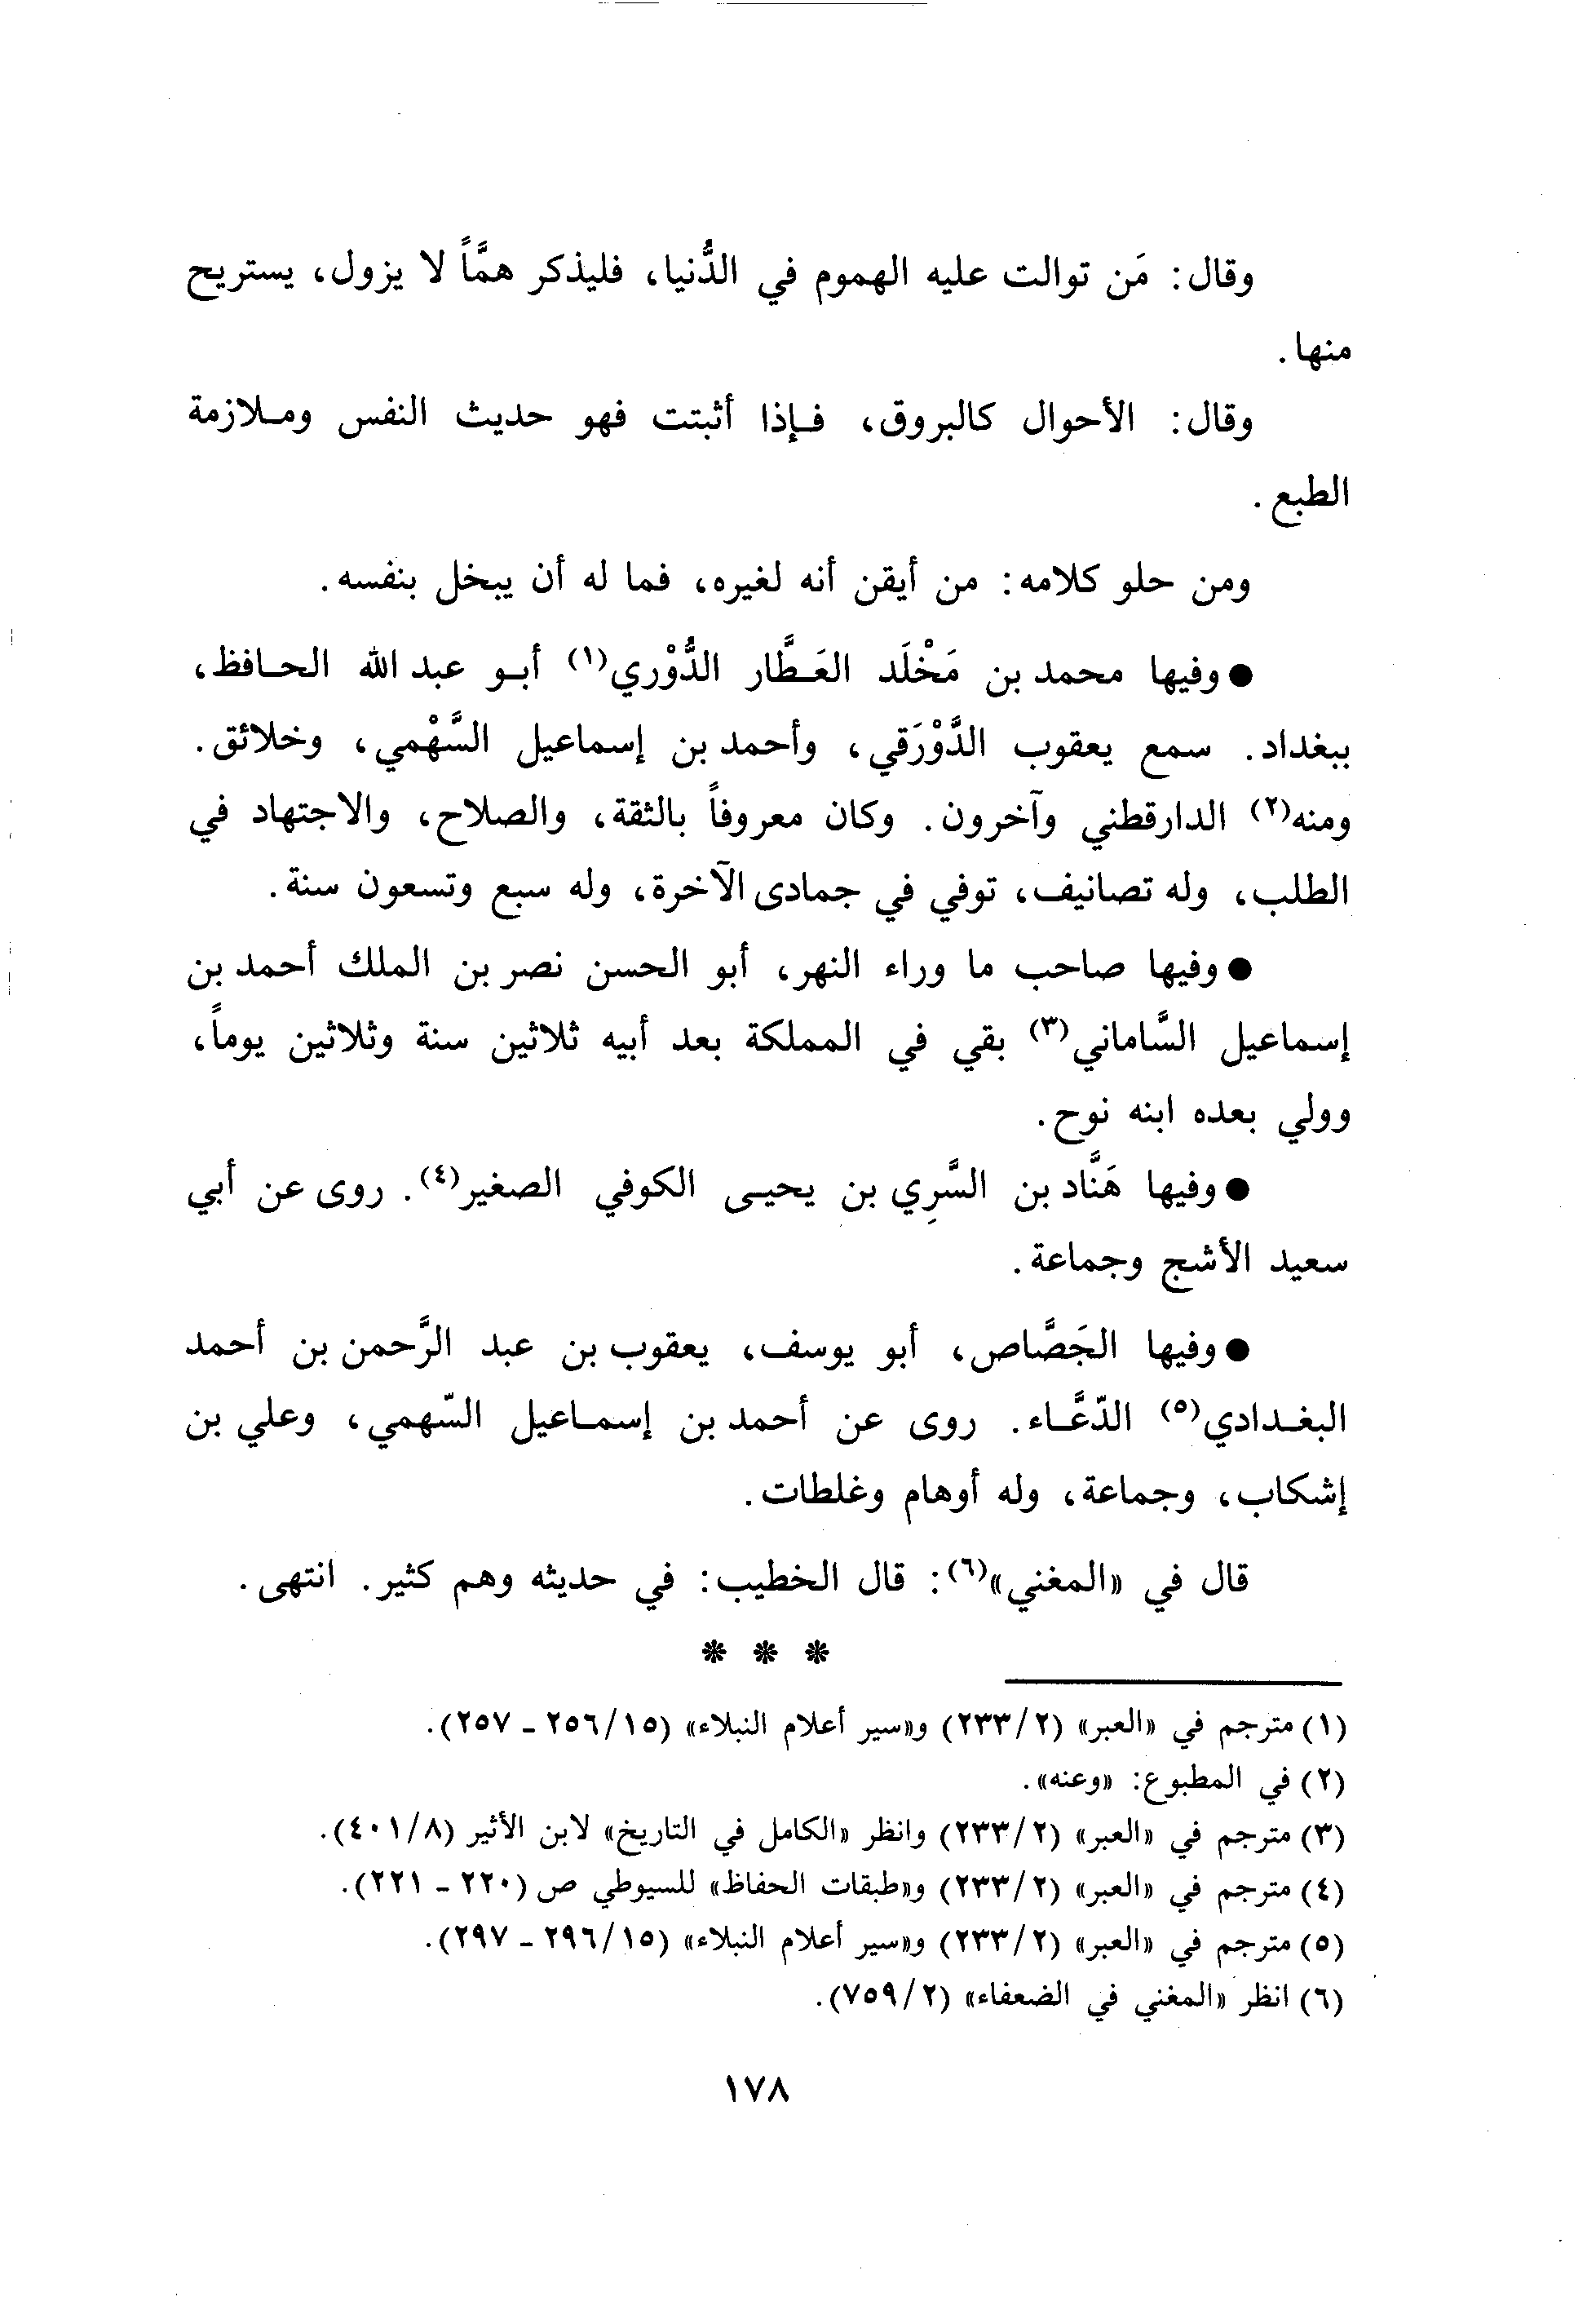 وقال: مَن توالت عليه الهموم في الدُّنيا، فليذكر همَّاً لا يزول، يستريح
منها.
وقال: الأحوال كالبروق، فإذا أثبتت فهو حديث النفس وملازمة
الطبع.
ومن حلو كلامه: من أيقن أنه لغيره، فما له أن يبخل بنفسه.
● وفيها محمد بن مَخْلَد العَطَّار الدُّوْري(١) أبو عبد الله الحافظ،
ببغداد. سمع يعقوب الدَّوْرَقي، وأحمد بن إسماعيل السَّهْمي، وخلائق.
ومنه(٢) الدارقطني وآخرون. وكان معروفاً بالثقة، والصلاح، والاجتهاد في
الطلب، وله تصانيف، توفي في جمادى الآخرة، وله سبع وتسعون سنة.
● وفيها صاحب ما وراء النهر، أبو الحسن نصر بن الملك أحمد بن
إسماعيل السَّاماني(٣) بقي في المملكة بعد أبيه ثلاثين سنة وثلاثين يوماً،
وولي بعده ابنه نوح.
● وفيها هَنَّاد بن السَّرِي بن يحيى الكوفي الصغير(٤). روى عن أبي
سعيد الأشج وجماعة.
● وفيها الجَصَّاص، أبو يوسف، يعقوب بن عبد الرَّحمن بن أحمد
البغدادي(٥) الدّعَّاء. روى عن أحمد بن إسماعيل السّهمي، وعلي بن
إشكاب، وجماعة، وله أوهام وغلطات.
قال في «المغني»(٦): قال الخطيب: في حديثه وهم كثير. انتهى.
* * *
(١) مترجم في «العبر» (٢/ ٢٣٣) و«سير أعلام النبلاء» (١٥/ ٢٥٦ - ٢٥٧).
(٢) في المطبوع: «وعنه».
(٣) مترجم في «العبر» (٢/ ٢٣٣) وانظر «الكامل في التاريخ» لابن الأثير (٨/ ٤٠١).
(٤) مترجم في «العبر» (٢/ ٢٣٣) و«طبقات الحفاظ» للسيوطي ص (٢٢٠ - ٢٢١).
(٥) مترجم في «العبر» (٢/ ٢٣٣) و«سير أعلام النبلاء» (١٥/ ٢٩٦ - ٢٩٧).
(٦) انظر «المغني في الضعفاء» (٢/ ٧٥٩).
١٧٨